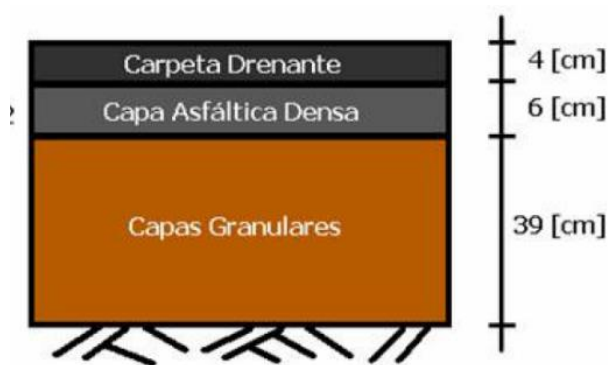 Carpeta Drenante
4 [cm]
Capa Asfáltica Densa
6 [cm]
Capas Granulares
39 [cm]